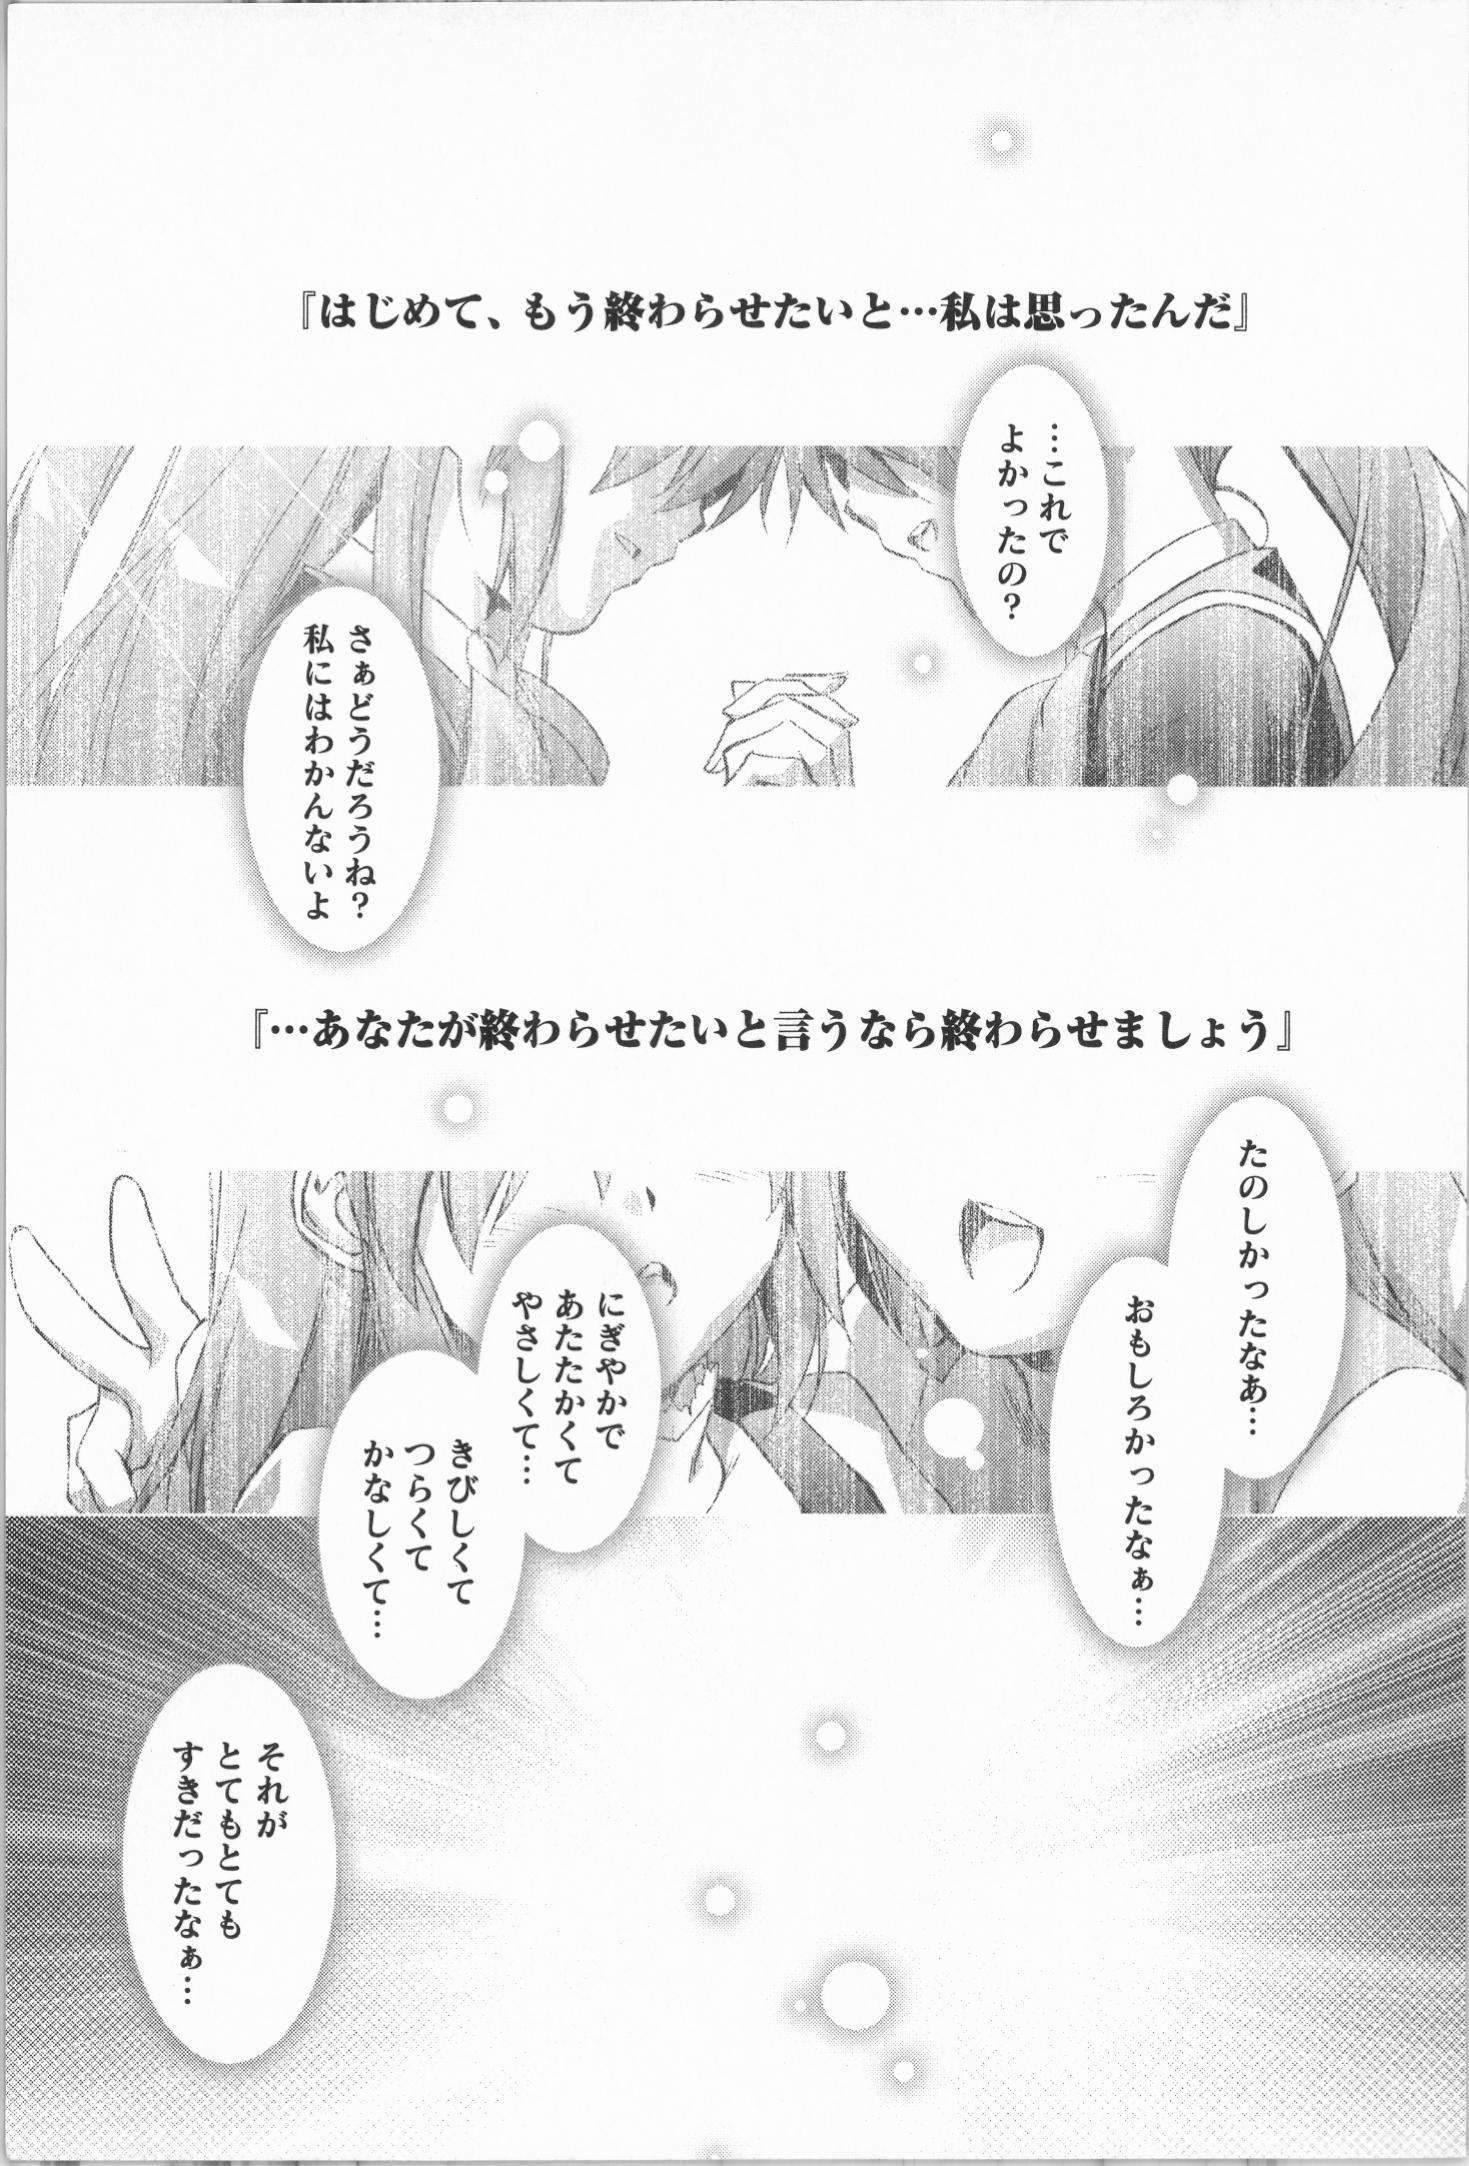 『はじめて、もう終わらせたいと…私は思ったんだ』
…これで
よかったの？
さぁどうだろうね？
私にはわかんないよ
『…あなたが終わらせたいと言うなら終わらせましょう』
たのしかったなあ…
おもしろかったなぁ…
にぎやかで
あたたかくて
やさしくて…
きびしくて
つらくて
かなしくて…
それが
とてもとても
すきだったなぁ…